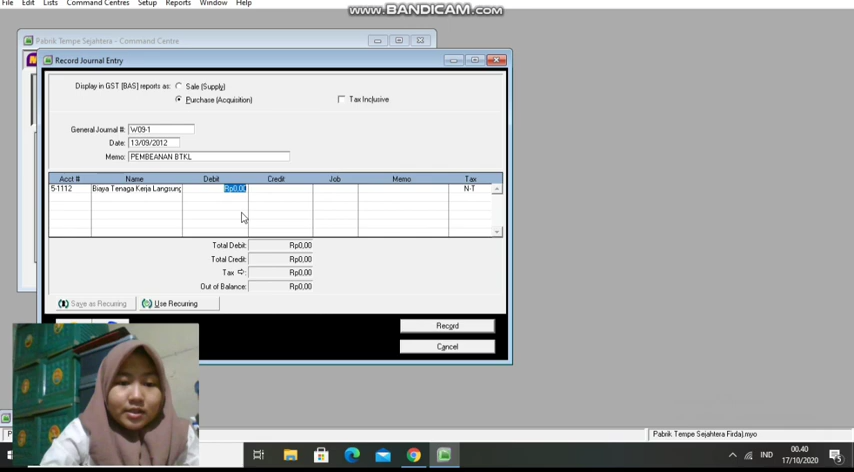 www.BANDICAM.com
File Edit Lists Command Centres Setup Reports Window Help
Pabrik Tempe Sejahtera - Command Centre
Record Journal Entry
Display in GST [BAS] reports as: Sale (Supply)
Purchase (Acquisition) Tax Inclusive
General Journal #: W09-1
Date: 13/09/2012
Memo: PEMBEANAN BTKL
Acct # Name Debit Credit Job Memo Tax
5-1112 Biaya Tenaga Kerja Langsung Rp0,00 N-T
Total Debit: Rp0,00
Total Credit: Rp0,00
Tax : Rp0,00
Out of Balance: Rp0,00
Save as Recurring Use Recurring
Record
Cancel
Pabrik Tempe Sejahtera Firda).myo
IND 00.40
17/10/2020 5